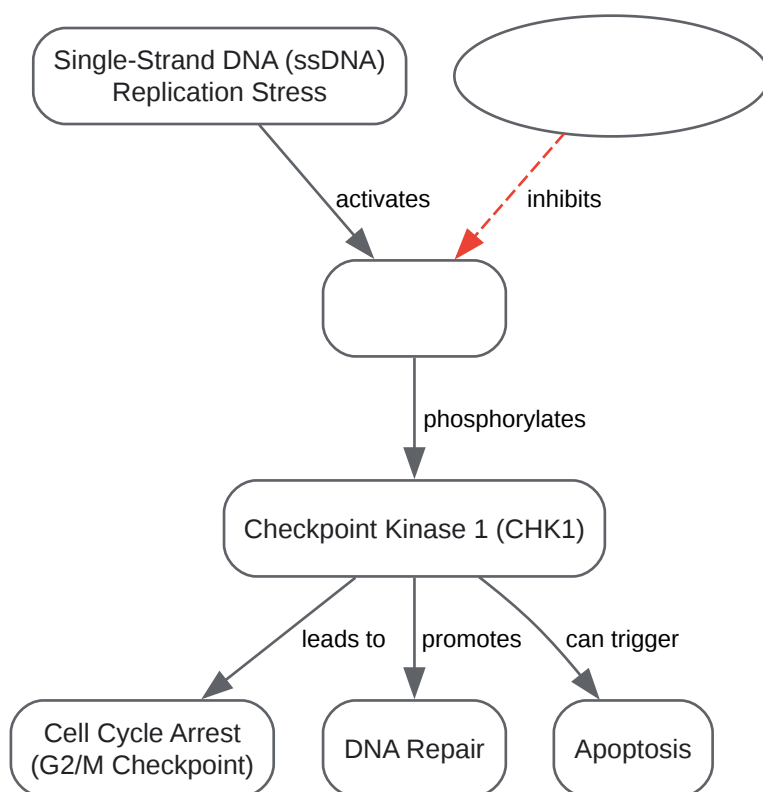 Single-Strand DNA (ssDNA)
Replication Stress
activates
inhibits
phosphorylates
Checkpoint Kinase 1 (CHK1)
leads to
promotes
can trigger
Cell Cycle Arrest
(G2/M Checkpoint)
DNA Repair
Apoptosis